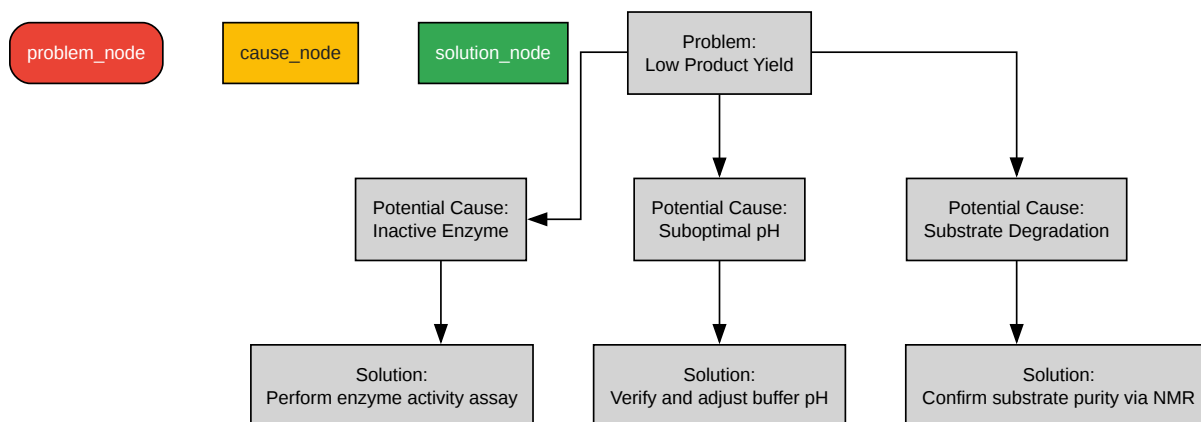 problem_node
cause_node
solution_node
Problem:
Low Product Yield
Potential Cause:
Inactive Enzyme
Potential Cause:
Suboptimal pH
Potential Cause:
Substrate Degradation
Solution:
Perform enzyme activity assay
Solution:
Verify and adjust buffer pH
Solution:
Confirm substrate purity via NMR